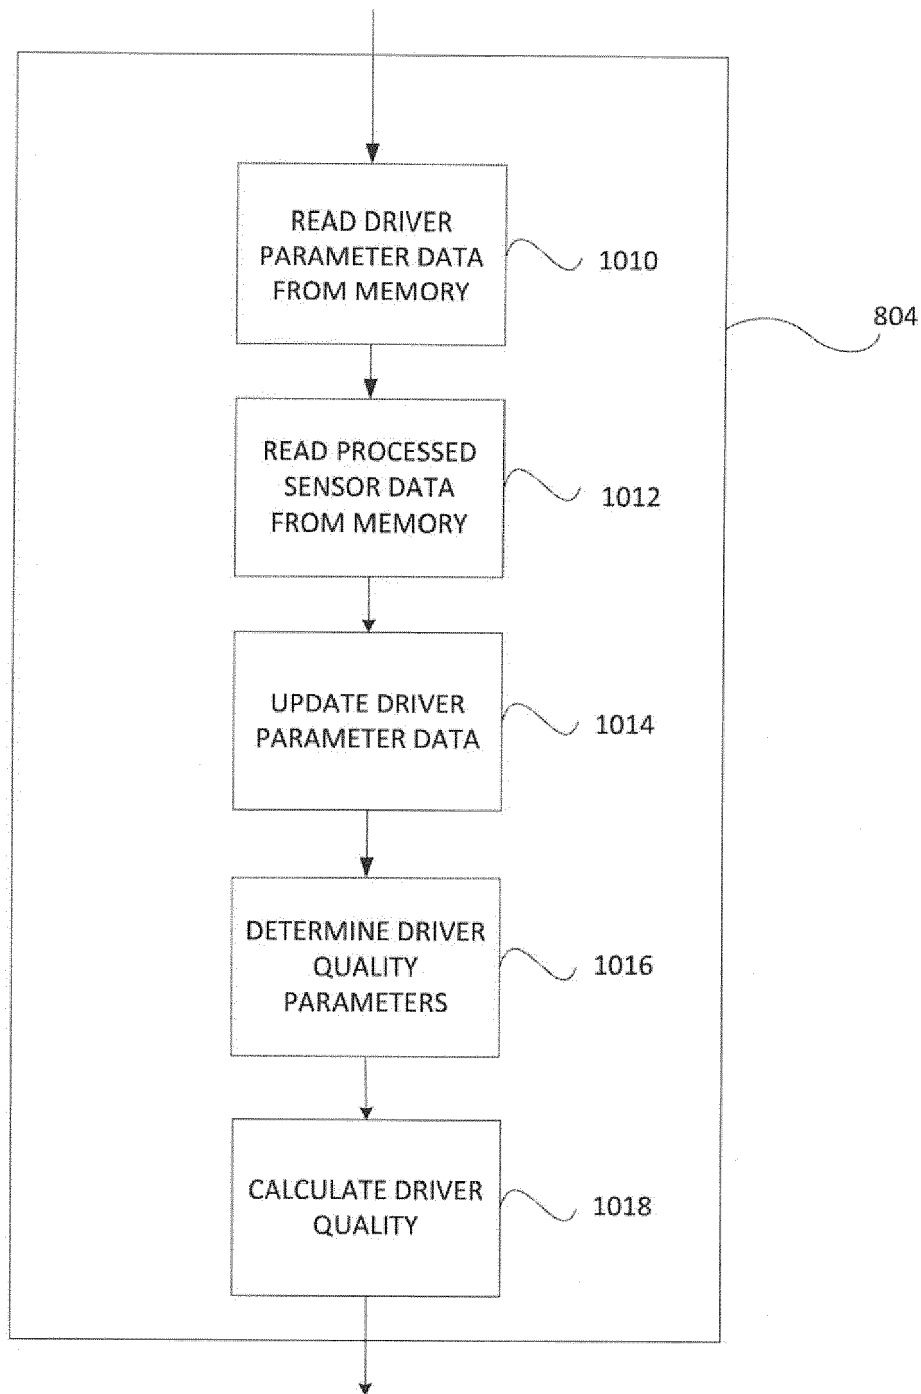 READ DRIVER
PARAMETER DATA
FROM MEMORY
1010
804
READ PROCESSED
SENSOR DATA
FROM MEMORY
1012
UPDATE DRIVER
PARAMETER DATA
1014
DETERMINE DRIVER
QUALITY
PARAMETERS
1016
CALCULATE DRIVER
QUALITY
1018